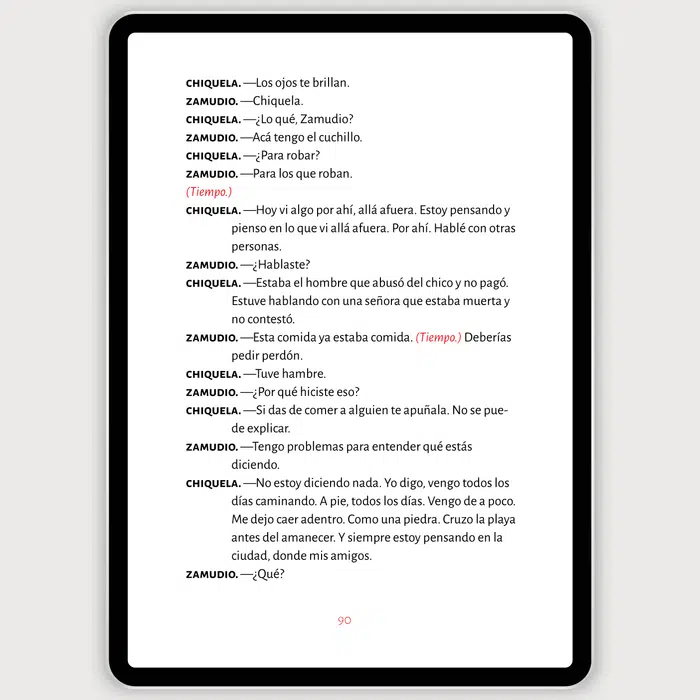 CHIQUELA. —Los ojos te brillan.
ZAMUDIO. —Chiquela.
CHIQUELA. —¿Lo qué, Zamudio?
ZAMUDIO. —Acá tengo el cuchillo.
CHIQUELA. —¿Para robar?
ZAMUDIO. —Para los que roban.
(Tiempo.)
CHIQUELA. —Hoy vi algo por ahí, allá afuera. Estoy pensando y
pienso en lo que vi allá afuera. Por ahí. Hablé con otras
personas.
ZAMUDIO. —¿Hablaste?
CHIQUELA. —Estaba el hombre que abusó del chico y no pagó.
Estuve hablando con una señora que estaba muerta y
no contestó.
ZAMUDIO. —Esta comida ya estaba comida. (Tiempo.) Deberías
pedir perdón.
CHIQUELA. —Tuve hambre.
ZAMUDIO. —¿Por qué hiciste eso?
CHIQUELA. —Si das de comer a alguien te apuñala. No se pue-
de explicar.
ZAMUDIO. —Tengo problemas para entender qué estás
diciendo.
CHIQUELA. —No estoy diciendo nada. Yo digo, vengo todos los
días caminando. A pie, todos los días. Vengo de a poco.
Me dejo caer adentro. Como una piedra. Cruzo la playa
antes del amanecer. Y siempre estoy pensando en la
ciudad, donde mis amigos.
ZAMUDIO. —¿Qué?
90